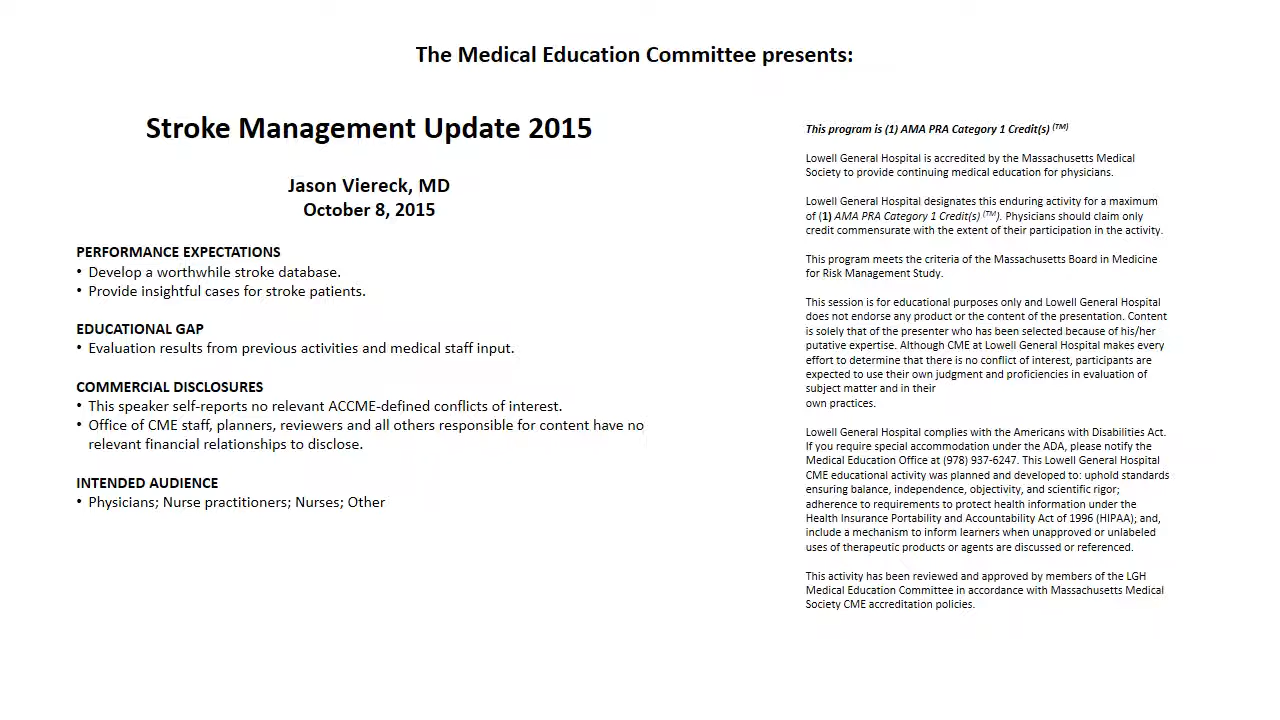 The Medical Education Committee presents:
Stroke Management Update 2015
Jason Viereck, MD
October 8, 2015
PERFORMANCE EXPECTATIONS
• Develop a worthwhile stroke database.
• Provide insightful cases for stroke patients.
EDUCATIONAL GAP
• Evaluation results from previous activities and medical staff input.
COMMERCIAL DISCLOSURES
• This speaker self-reports no relevant ACCME-defined conflicts of interest.
• Office of CME staff, planners, reviewers and all others responsible for content have no
relevant financial relationships to disclose.
INTENDED AUDIENCE
• Physicians; Nurse practitioners; Nurses; Other
This program is (1) AMA PRA Category 1 Credit(s) (TM)
Lowell General Hospital is accredited by the Massachusetts Medical
Society to provide continuing medical education for physicians.
Lowell General Hospital designates this enduring activity for a maximum
of (1) AMA PRA Category 1 Credit(s) (TM). Physicians should claim only
credit commensurate with the extent of their participation in the activity.
This program meets the criteria of the Massachusetts Board in Medicine
for Risk Management Study.
This session is for educational purposes only and Lowell General Hospital
does not endorse any product or the content of the presentation. Content
is solely that of the presenter who has been selected because of his/her
putative expertise. Although CME at Lowell General Hospital makes every
effort to determine that there is no conflict of interest, participants are
expected to use their own judgment and proficiencies in evaluation of
subject matter and in their
own practices.
Lowell General Hospital complies with the Americans with Disabilities Act.
If you require special accommodation under the ADA, please notify the
Medical Education Office at (978) 937-6247. This Lowell General Hospital
CME educational activity was planned and developed to: uphold standards
ensuring balance, independence, objectivity, and scientific rigor;
adherence to requirements to protect health information under the
Health Insurance Portability and Accountability Act of 1996 (HIPAA); and,
include a mechanism to inform learners when unapproved or unlabeled
uses of therapeutic products or agents are discussed or referenced.
This activity has been reviewed and approved by members of the LGH
Medical Education Committee in accordance with Massachusetts Medical
Society CME accreditation policies.